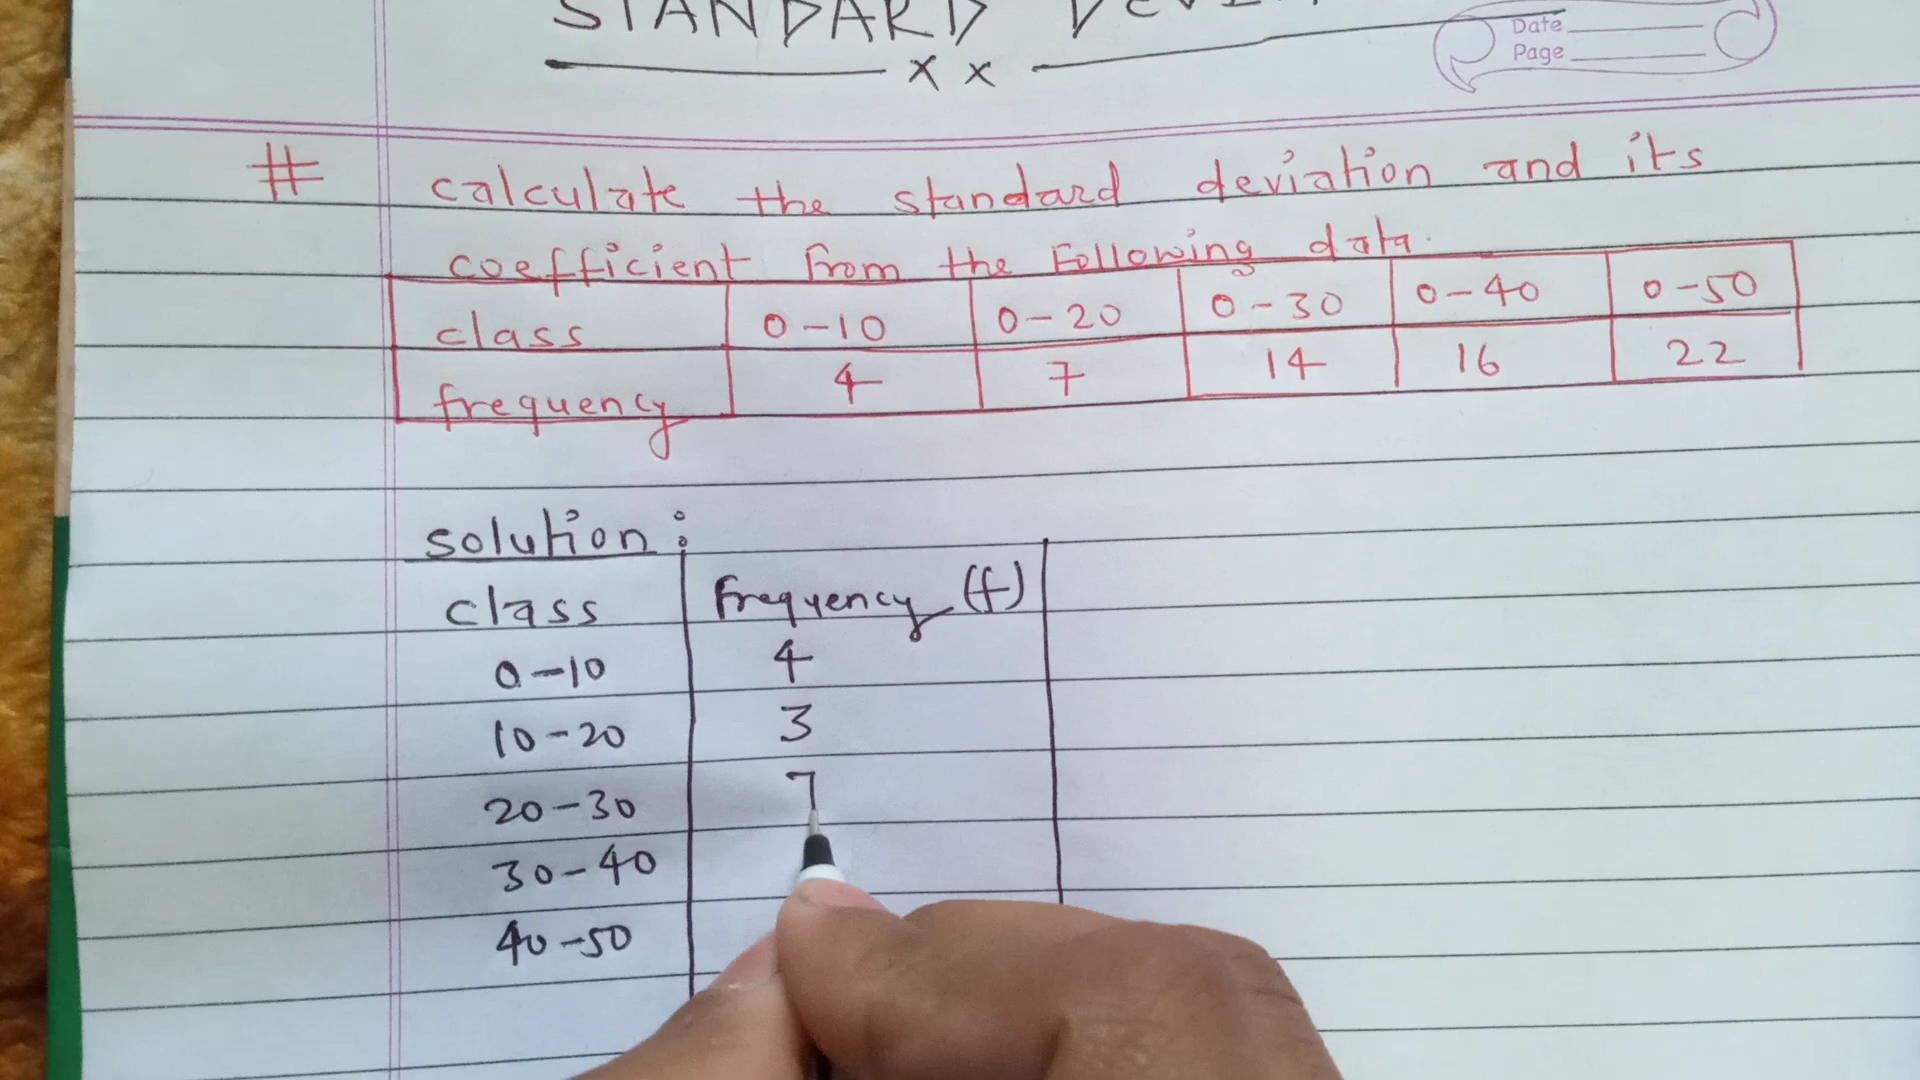 STANDARD
x x
Date
Page
# calculate the standard deviation and its
coefficient from the Following data.
class 0-10 0-20 0-30 0-40 0-50
frequency 4 7 14 16 22
solution:
class Frequency (f)
0-10 4
10-20 3
20-30 7
30-40
40-50